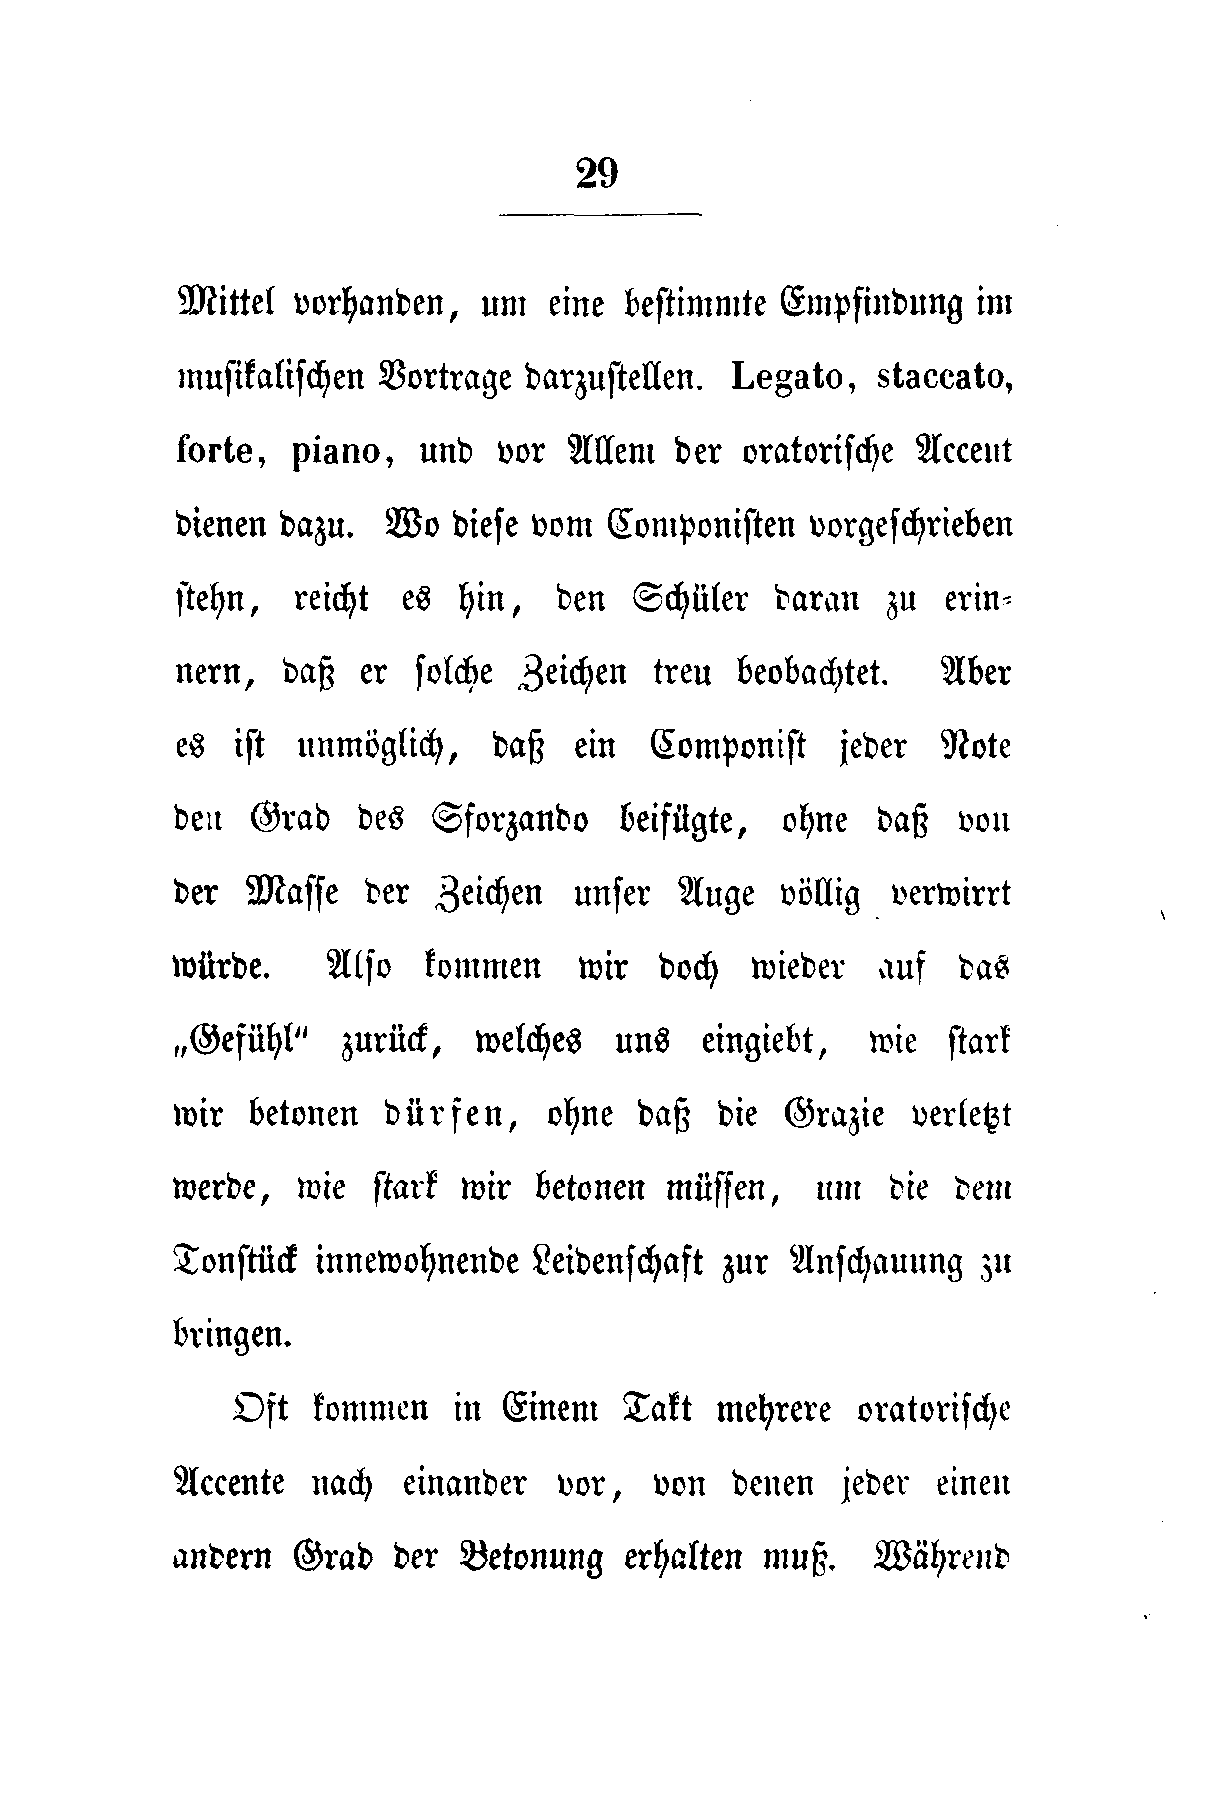 29
Mittel vorhanden, um eine bestimmte Empfindung im
musikalischen Vortrage darzustellen. Legato, staccato,
forte, piano, und vor Allem der oratorische Accent
dienen dazu. Wo diese vom Componisten vorgeschrieben
stehn, reicht es hin, den Schüler daran zu erin-
nern, daß er solche Zeichen treu beobachtet. Aber
es ist unmöglich, daß ein Componist jeder Note
den Grad des Sforzando beifügte, ohne daß von
der Masse der Zeichen unser Auge völlig verwirrt
würde. Also kommen wir doch wieder auf das
„Gefühl" zurück, welches uns eingiebt, wie stark
wir betonen dürfen, ohne daß die Grazie verletzt
werde, wie stark wir betonen müssen, um die dem
Tonstück innewohnende Leidenschaft zur Anschauung zu
bringen.
Oft kommen in Einem Takt mehrere oratorische
Accente nach einander vor, von denen jeder einen
andern Grad der Betonung erhalten muß. Während